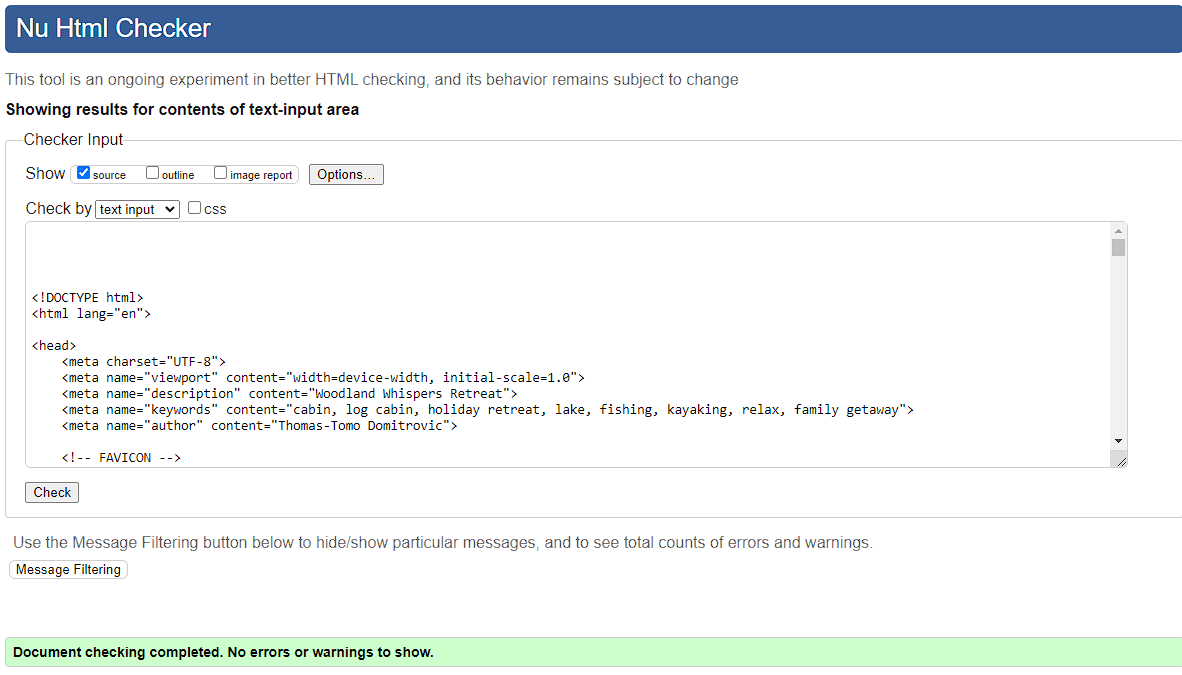 Nu Html Checker
This tool is an ongoing experiment in better HTML checking, and its behavior remains subject to change
Showing results for contents of text-input area
Checker Input
Show source outline image report Options...
Check by text input css
<!DOCTYPE html>
<html lang="en">
<head>
    <meta charset="UTF-8">
    <meta name="viewport" content="width=device-width, initial-scale=1.0">
    <meta name="description" content="Woodland Whispers Retreat">
    <meta name="keywords" content="cabin, log cabin, holiday retreat, lake, fishing, kayaking, relax, family getaway">
    <meta name="author" content="Thomas-Tomo Domitrovic">
    <!-- FAVICON -->
Check
Use the Message Filtering button below to hide/show particular messages, and to see total counts of errors and warnings.
Message Filtering
Document checking completed. No errors or warnings to show.